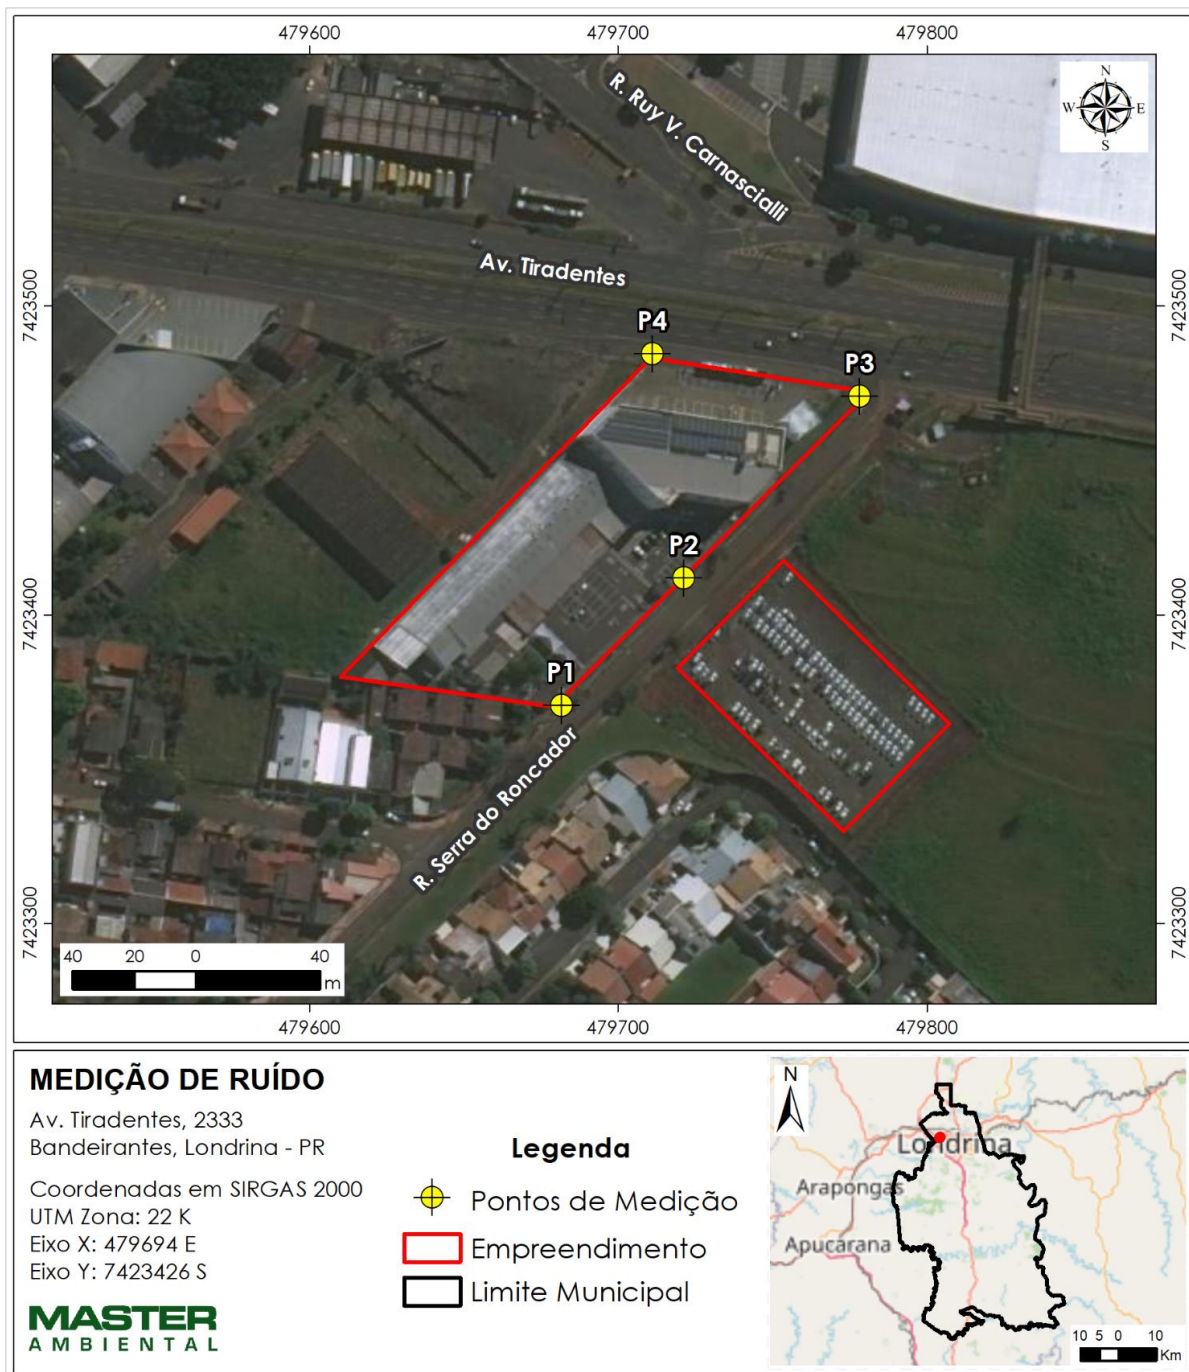 479600
479700
479800
N
W
E
S
R. Ruy V. Carnascialli
Av. Tiradentes
7423500
7423500
P4
P3
P2
7423400
7423400
P1
R. Serra do Roncador
7423300
7423300
40 20 0 40
m
479600
479700
479800
MEDIÇÃO DE RUÍDO
Av. Tiradentes, 2333
Bandeirantes, Londrina - PR
Coordenadas em SIRGAS 2000
UTM Zona: 22 K
Eixo X: 479694 E
Eixo Y: 7423426 S
MASTER
AMBIENTAL
Legenda
Pontos de Medição
Empreendimento
Limite Municipal
N
Londrina
Arapongas
Apucarana
10 5 0 10
Km